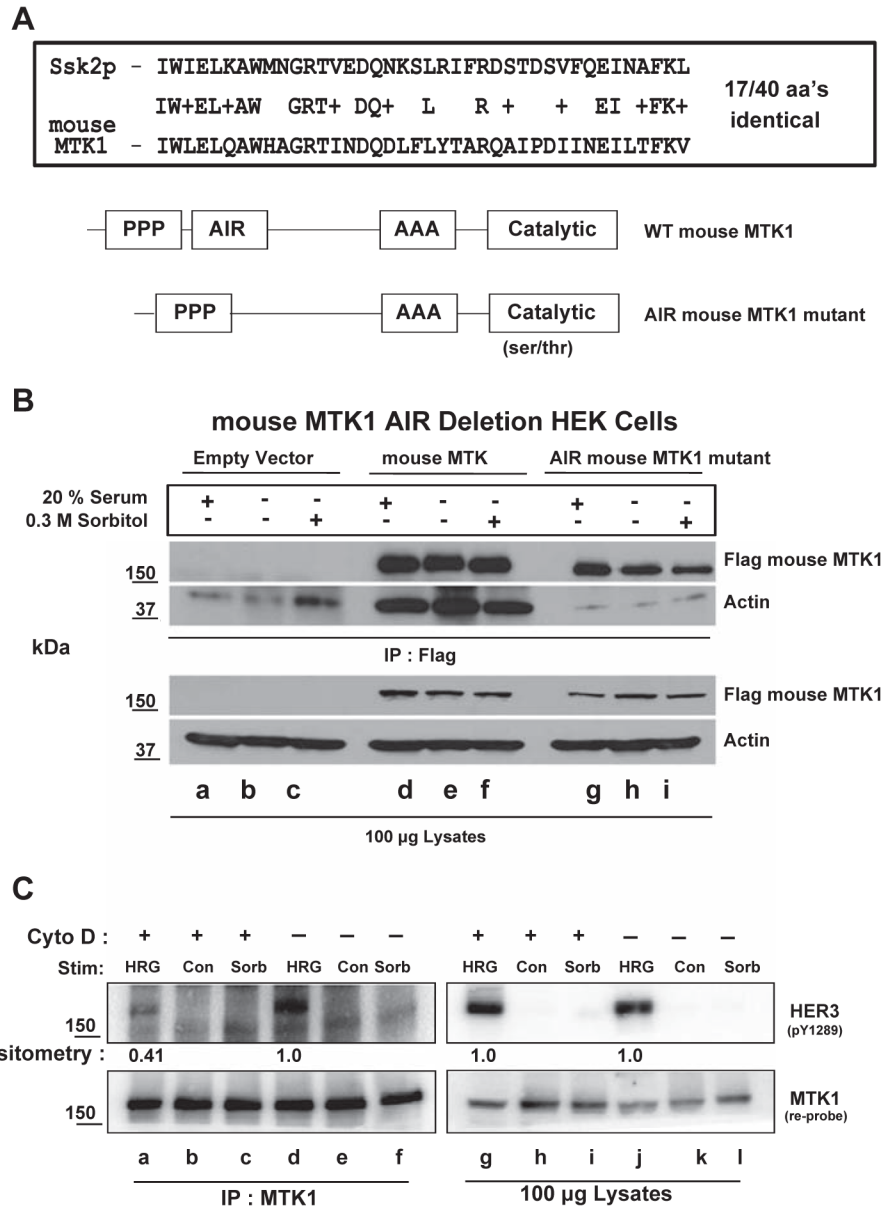 A
Ssk2p - IWIELKAWMNGRTVEDQNKSLRIFRDSTDSVFQEINAFKL
IW+EL+AW GRT+ DQ+ L R + + EI +FK+
mouse
MTK1 - IWLELQAWHAGRTINDQDLFLYTARQAIPDIINEILTFKV
17/40 aa's
identical
PPP AIR AAA Catalytic WT mouse MTK1
PPP AAA Catalytic AIR mouse MTK1 mutant
(ser/thr)
B
mouse MTK1 AIR Deletion HEK Cells
Empty Vector mouse MTK AIR mouse MTK1 mutant
20 % Serum + - - + - - + - -
0.3 M Sorbitol - - + - - + - - +
150 Flag mouse MTK1
37 Actin
kDa
IP : Flag
150 Flag mouse MTK1
37 Actin
a b c d e f g h i
100 µg Lysates
C
Cyto D : + + + – – – + + + – – –
Stim: HRG Con Sorb HRG Con Sorb HRG Con Sorb HRG Con Sorb
150 HER3
(pY1289)
sitometry : 0.41 1.0 1.0 1.0
150 MTK1
(re-probe)
a b c d e f g h i j k l
IP : MTK1 100 µg Lysates